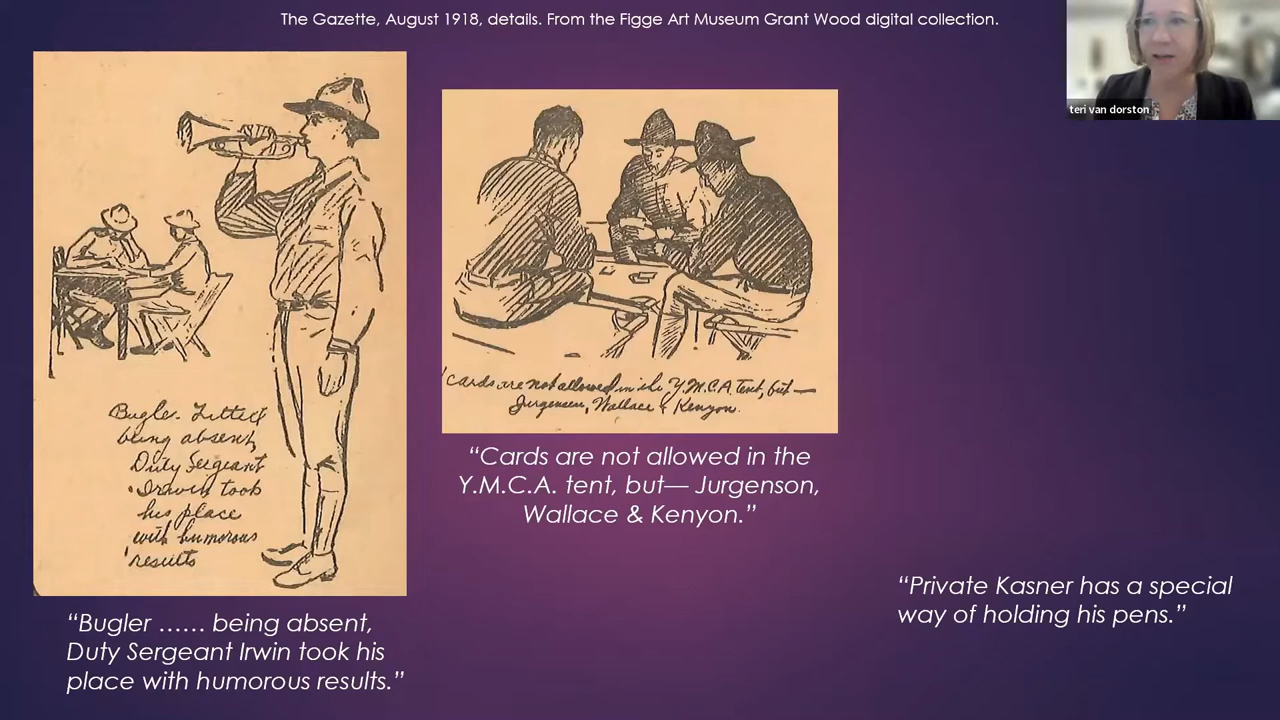 The Gazette, August 1918, details. From the Figge Art Museum Grant Wood digital collection.
teri van dorston
Bugler
being absent,
Duty Sergeant
Irwin took
his place
with humorous
results
Cards are not allowed in the Y.M.C.A. tent, but—
Jurgensen, Wallace & Kenyon.
“Cards are not allowed in the
Y.M.C.A. tent, but— Jurgenson,
Wallace & Kenyon.”
“Private Kasner has a special
way of holding his pens.”
“Bugler ...... being absent,
Duty Sergeant Irwin took his
place with humorous results.”